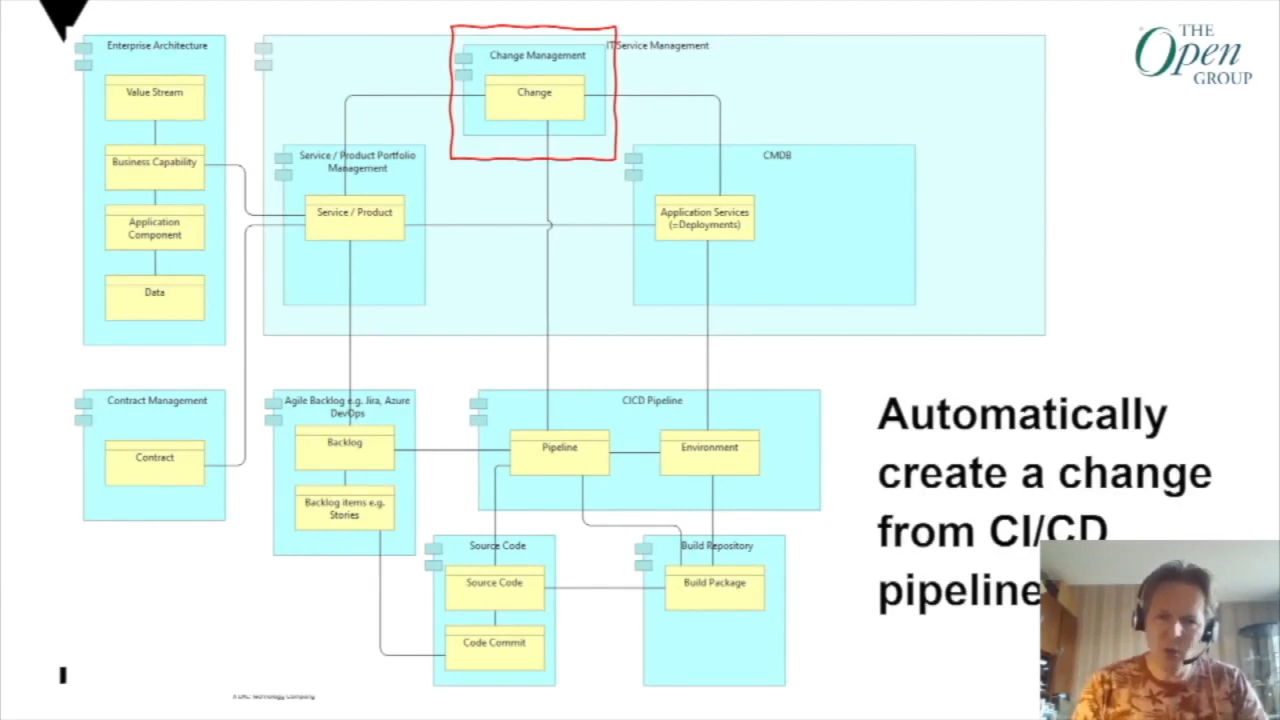 Enterprise Architecture
Value Stream
Business Capability
Application
Component
Data
IT Service Management
Change Management
Change
Service / Product Portfolio
Management
Service / Product
CMDB
Application Services
(=Deployments)
THE
Open
GROUP
Contract Management
Contract
Agile Backlog e.g. Jira, Azure
DevOps
Backlog
Backlog items e.g.
Stories
CICD Pipeline
Pipeline
Environment
Source Code
Source Code
Code Commit
Build Repository
Build Package
Automatically
create a change
from CI/CD
pipeline
Technology Company